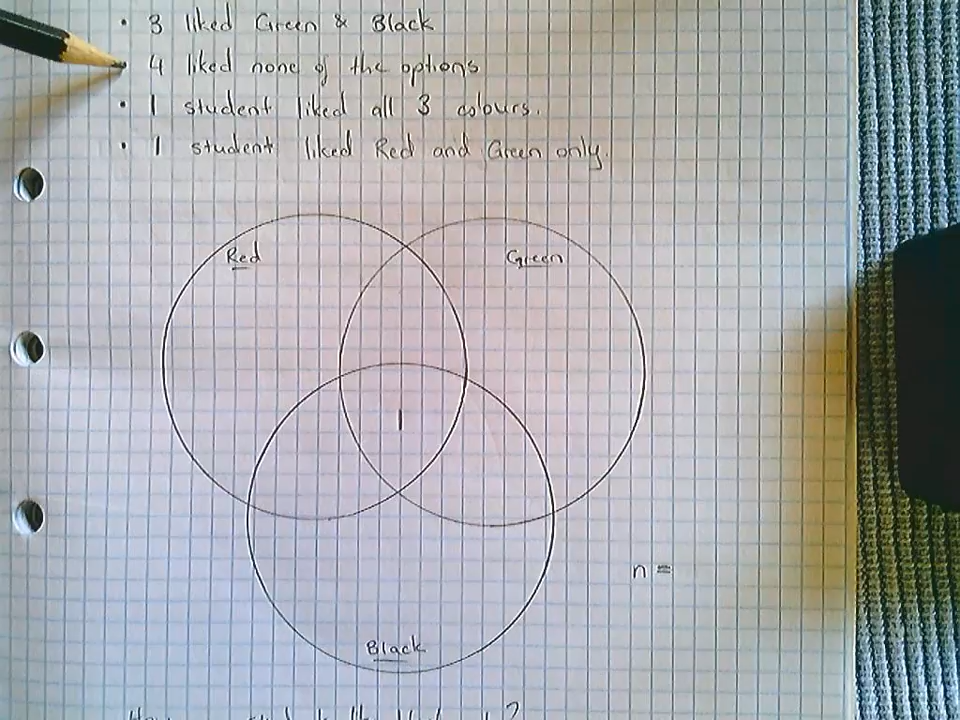 • 3 liked Green & Black
4 liked none of the options
• 1 student liked all 3 colours.
• 1 student liked Red and Green only.
Red
Green
1
n =
Black